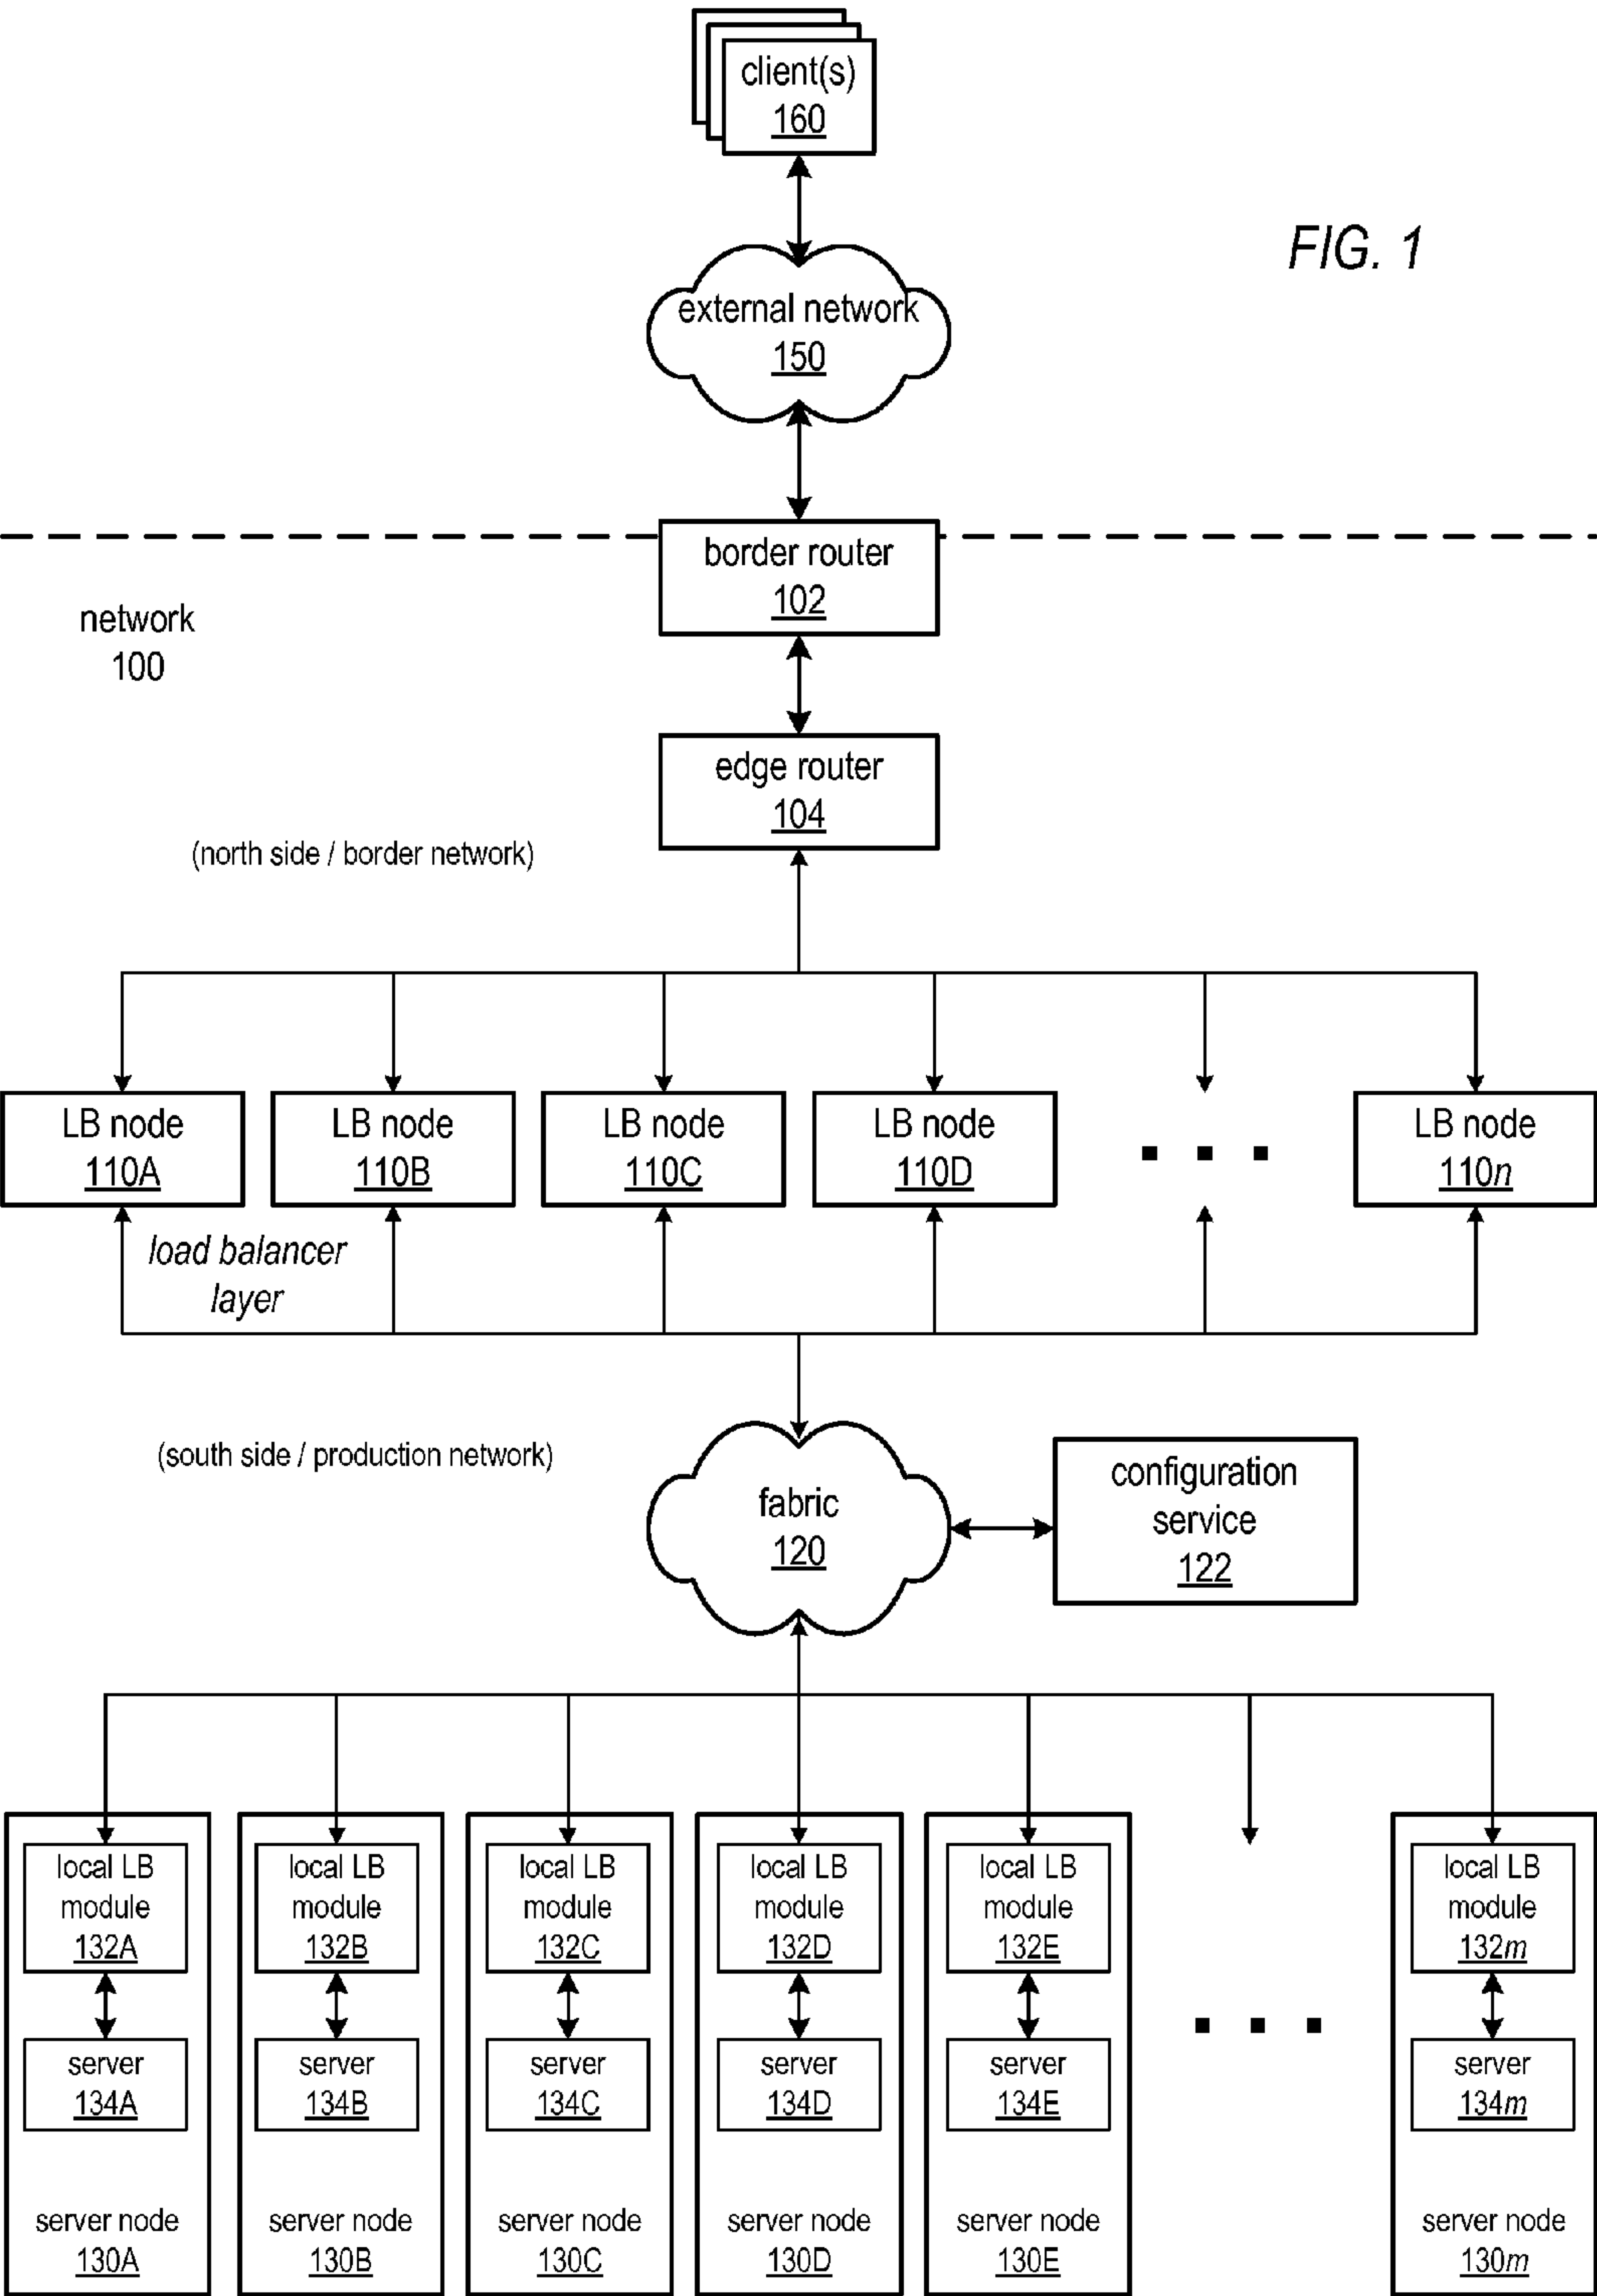 client(s)
160
FIG. 1
external network
150
border router
102
network
100
edge router
104
(north side / border network)
LB node
110A
LB node
110B
LB node
110C
LB node
110D
LB node
110n
load balancer
layer
(south side / production network)
fabric
120
configuration
service
122
local LB
module
132A
server
134A
server node
130A
local LB
module
132B
server
134B
server node
130B
local LB
module
132C
server
134C
server node
130C
local LB
module
132D
server
134D
server node
130D
local LB
module
132E
server
134E
server node
130E
local LB
module
132m
server
134m
server node
130m